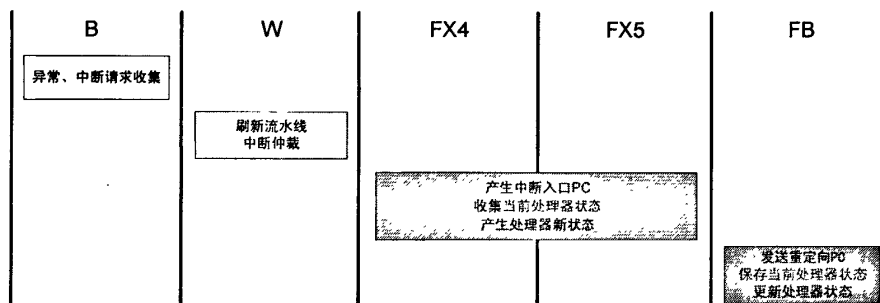 B W FX4 FX5 FB
异常、中断请求收集
刷新流水线
中断仲裁
产生中断入口PC
收集当前处理器状态
产生处理器新状态
发送重定向PC
保存当前处理器状态
更新处理器状态